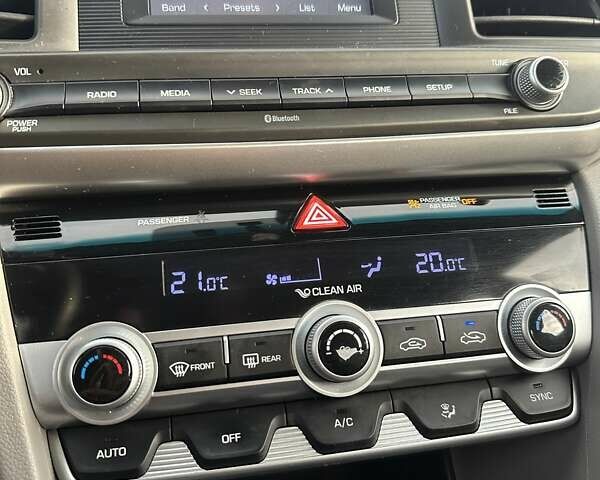 Band < Presets > List Menu
VOL TUNE
RADIO MEDIA SEEK TRACK PHONE SETUP
POWER
PUSH
FILE
Bluetooth
PASSENGER
PASSENGER
AIR BAG OFF
21.0°C 20.0°C
CLEAN AIR
FRONT REAR
AUTO OFF A/C SYNC